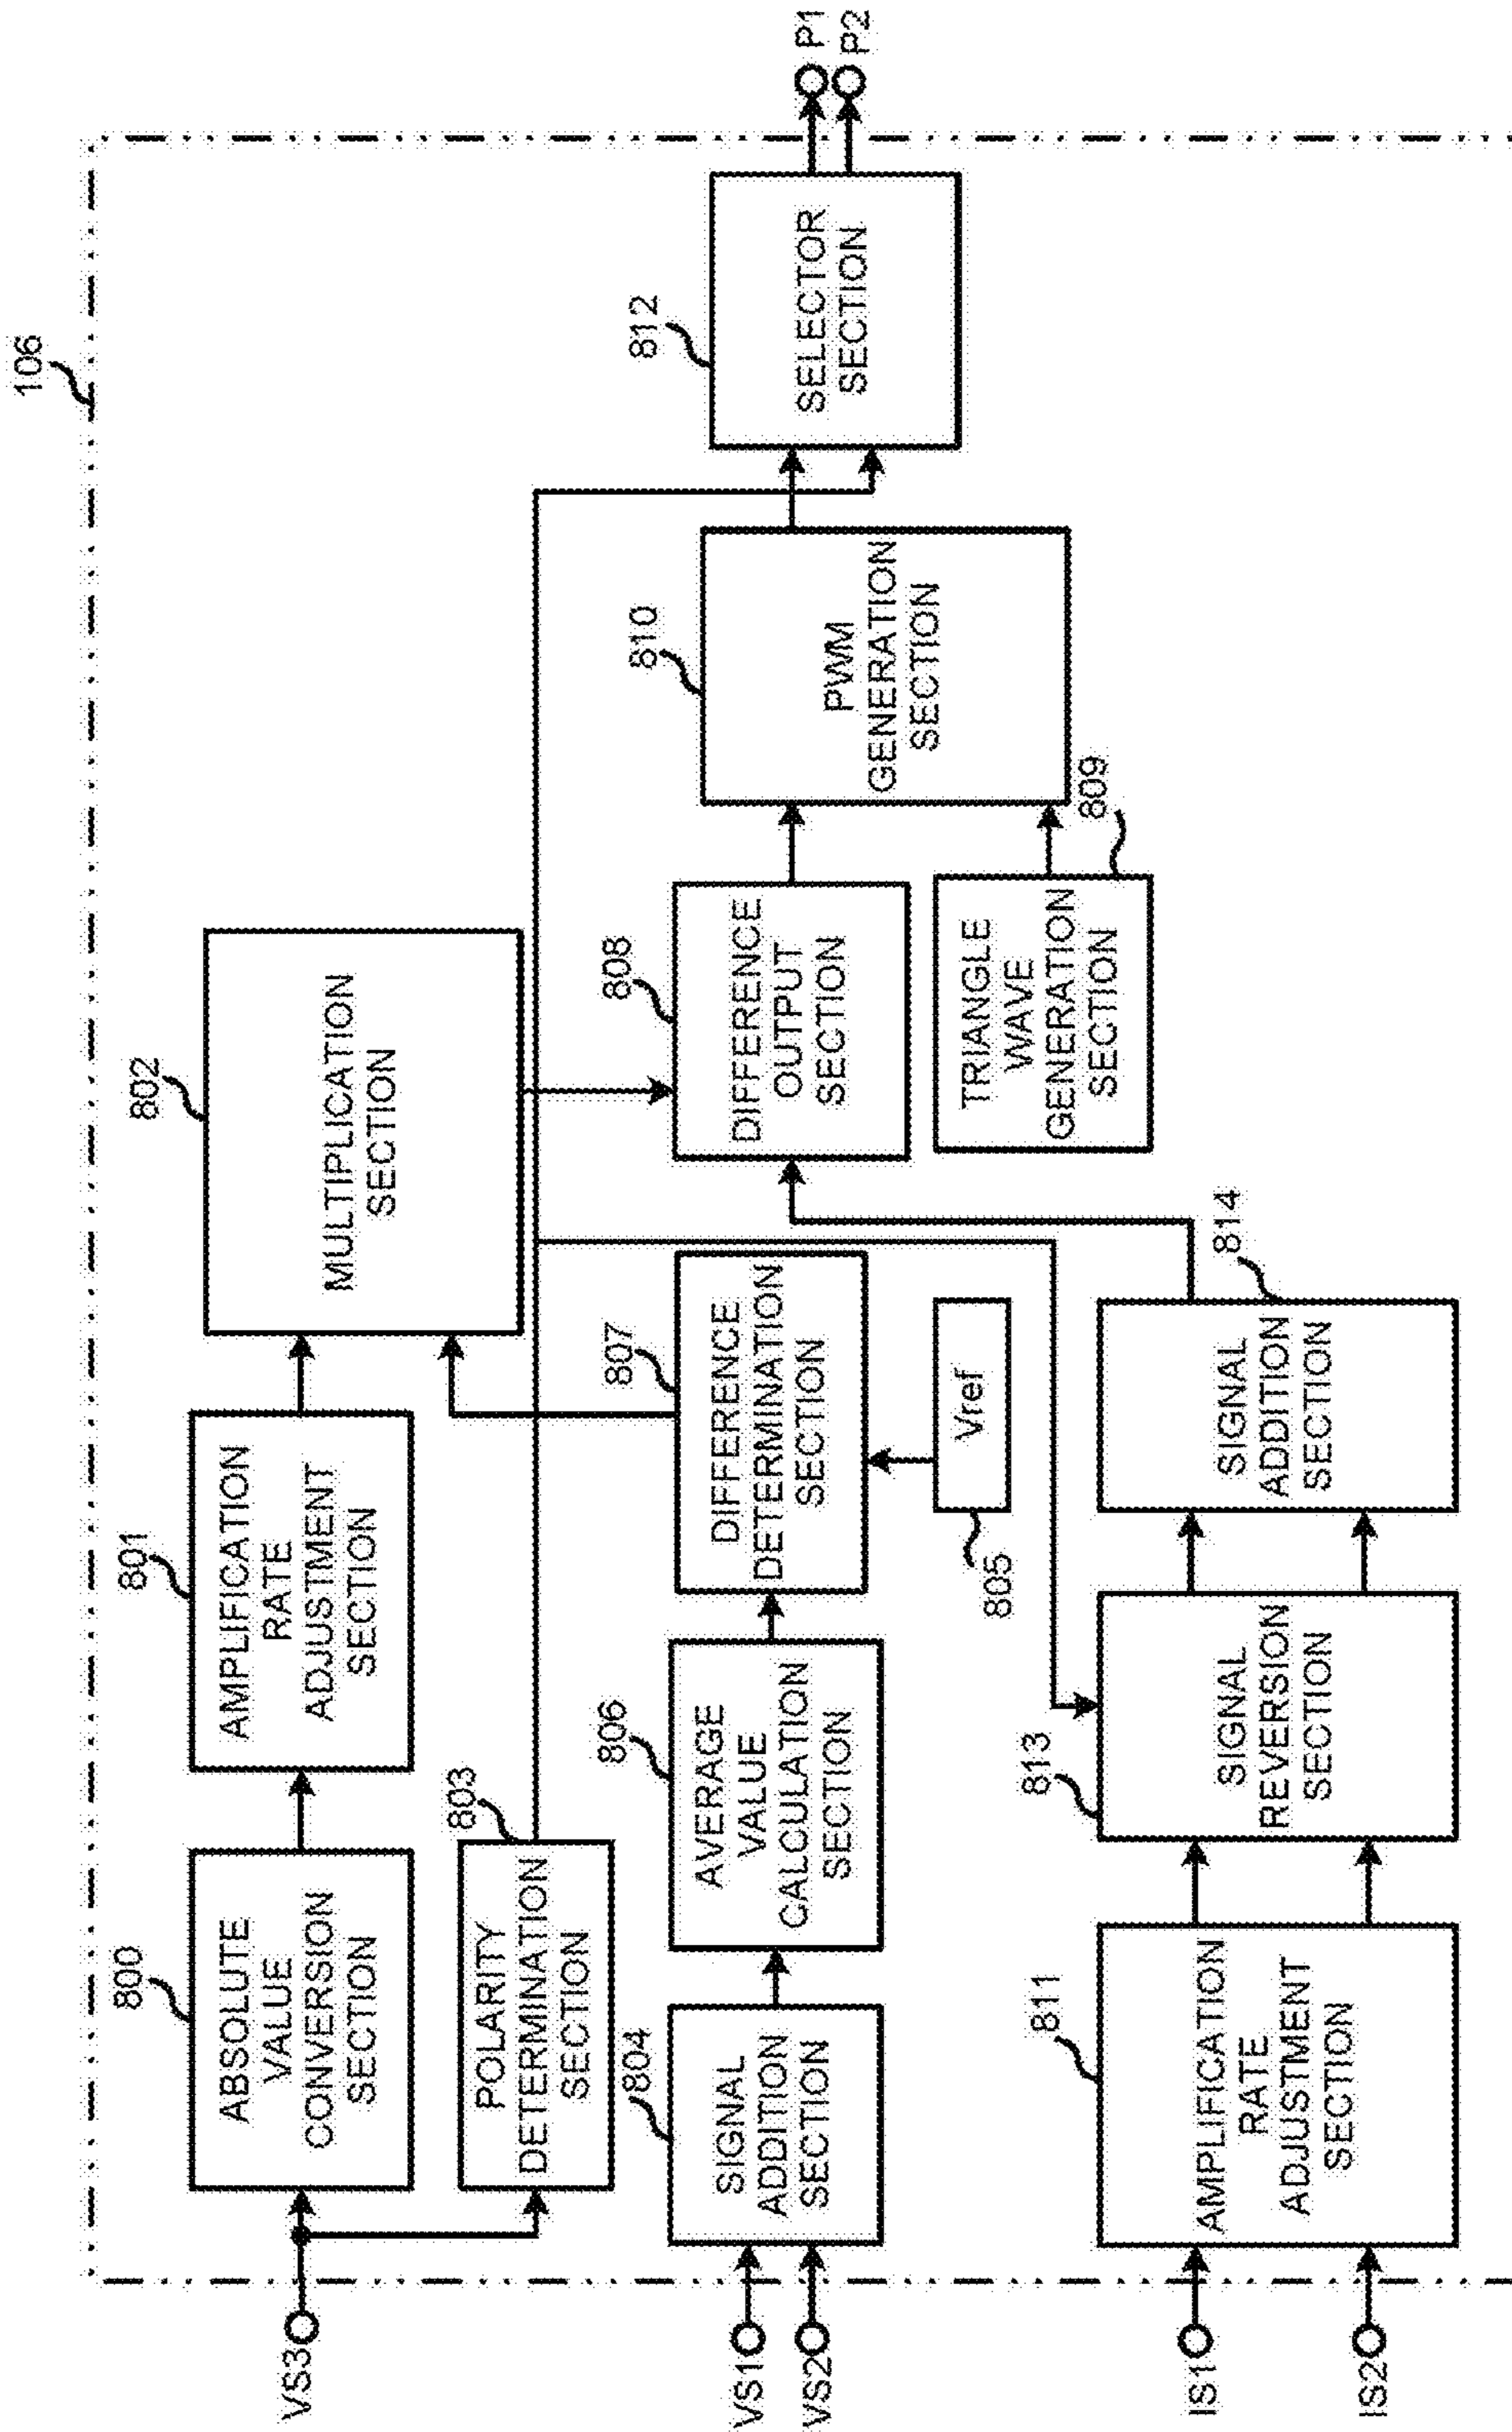 106
VS3
800
ABSOLUTE
VALUE
CONVERSION
SECTION
801
AMPLIFICATION
RATE
ADJUSTMENT
SECTION
802
MULTIPLICATION
SECTION
803
POLARITY
DETERMINATION
SECTION
VS1
VS2
804
SIGNAL
ADDITION
SECTION
806
AVERAGE
VALUE
CALCULATION
SECTION
807
DIFFERENCE
DETERMINATION
SECTION
805
Vref
808
DIFFERENCE
OUTPUT
SECTION
TRIANGLE
WAVE
GENERATION
SECTION
809
810
PWM
GENERATION
SECTION
812
SELECTOR
SECTION
P1
P2
IS1
IS2
811
AMPLIFICATION
RATE
ADJUSTMENT
SECTION
813
SIGNAL
REVERSION
SECTION
814
SIGNAL
ADDITION
SECTION